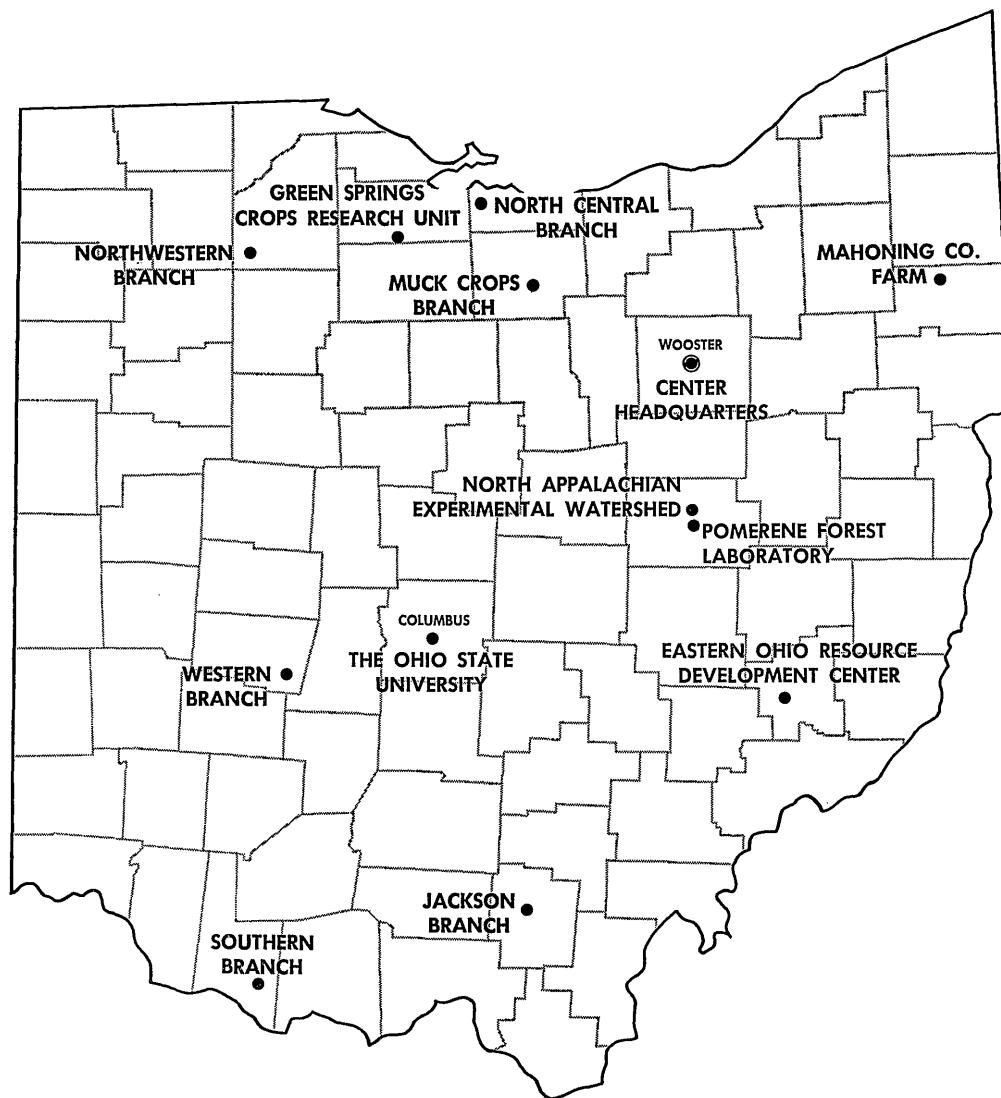 GREEN SPRINGS
CROPS RESEARCH UNIT
NORTH CENTRAL
BRANCH
NORTHWESTERN
BRANCH
MUCK CROPS
BRANCH
MAHONING CO.
FARM
WOOSTER
CENTER
HEADQUARTERS
NORTH APPALACHIAN
EXPERIMENTAL WATERSHED
POMERENE FOREST
LABORATORY
COLUMBUS
THE OHIO STATE
UNIVERSITY
WESTERN
BRANCH
EASTERN OHIO RESOURCE
DEVELOPMENT CENTER
JACKSON
BRANCH
SOUTHERN
BRANCH